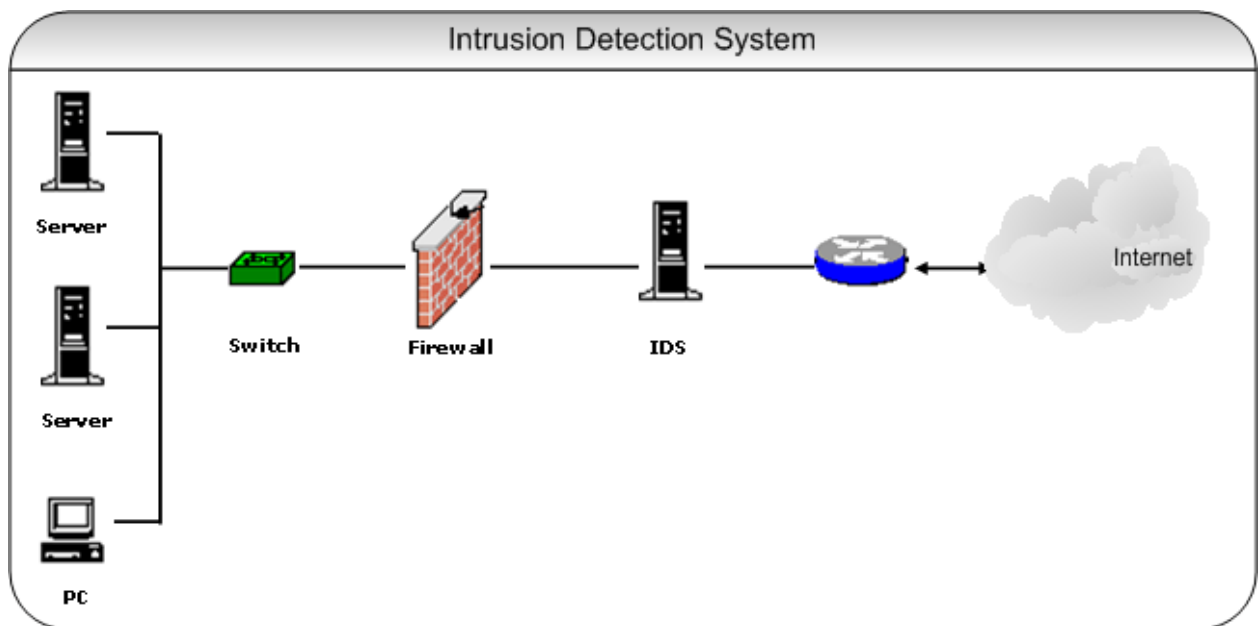 Intrusion Detection System
Server
Server
PC
Switch
Firewall
IDS
Internet